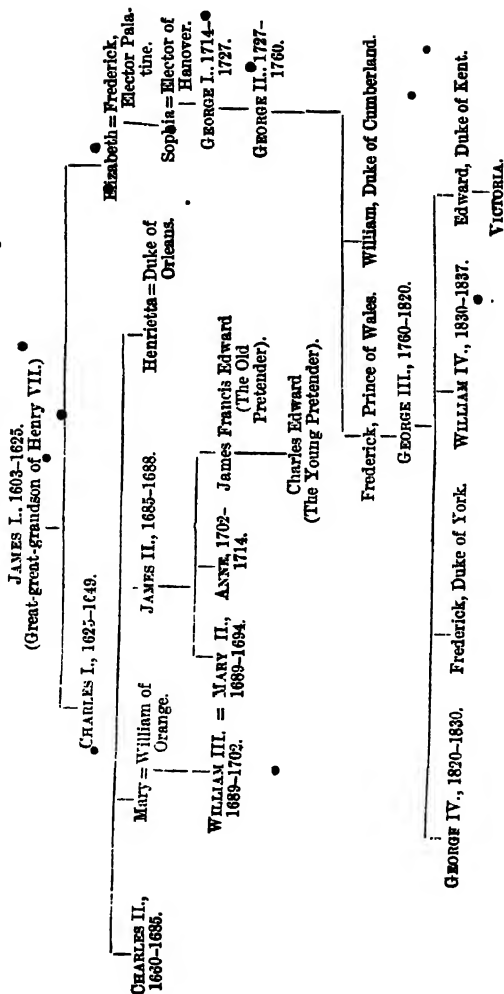 JAMES I., 1603–1625.
(Great-great-grandson of Henry VII.)
CHARLES I., 1625–1649.
Elizabeth = Frederick,
Elector Pala-
tine.
CHARLES II.,
1660–1685.
Mary = William of
Orange.
JAMES II., 1685–1688.
Henrietta = Duke of
Orleans.
Sophia = Elector of
Hanover.
WILLIAM III. = MARY II.,
1689–1702. 1689–1694.
ANNE, 1702–
1714.
James Francis Edward
(The Old
Pretender).
GEORGE I., 1714–
1727.
Charles Edward
(The Young Pretender).
GEORGE II., 1727–
1760.
Frederick, Prince of Wales. William, Duke of Cumberland.
GEORGE III., 1760–1820.
GEORGE IV., 1820–1830. Frederick, Duke of York. WILLIAM IV., 1830–1837. Edward, Duke of Kent.
VICTORIA.